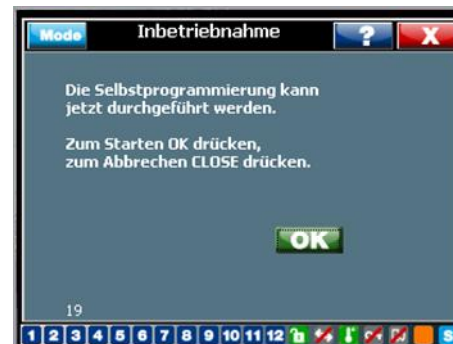 Mode Inbetriebnahme ? X
Die Selbstprogrammierung kann
jetzt durchgeführt werden.
Zum Starten OK drücken,
zum Abbrechen CLOSE drücken.
OK
19
1 2 3 4 5 6 7 8 9 10 11 12 S